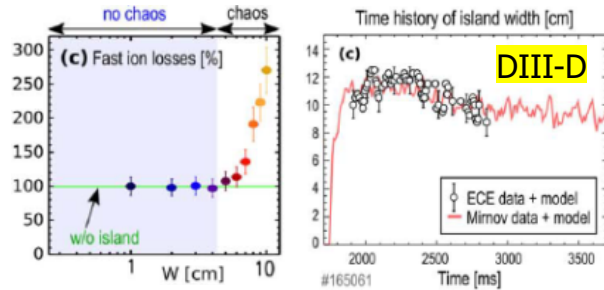 no chaos chaos
(c) Fast ion losses [%]
300
250
200
150
100
50
0
w/o island
1 10
W [cm]
Time history of island width [cm]
(c) DIII-D
14
12
10
8
6
4
2
0
ECE data + model
Mirnov data + model
2000 2500 3000 3500
#165061 Time [ms]